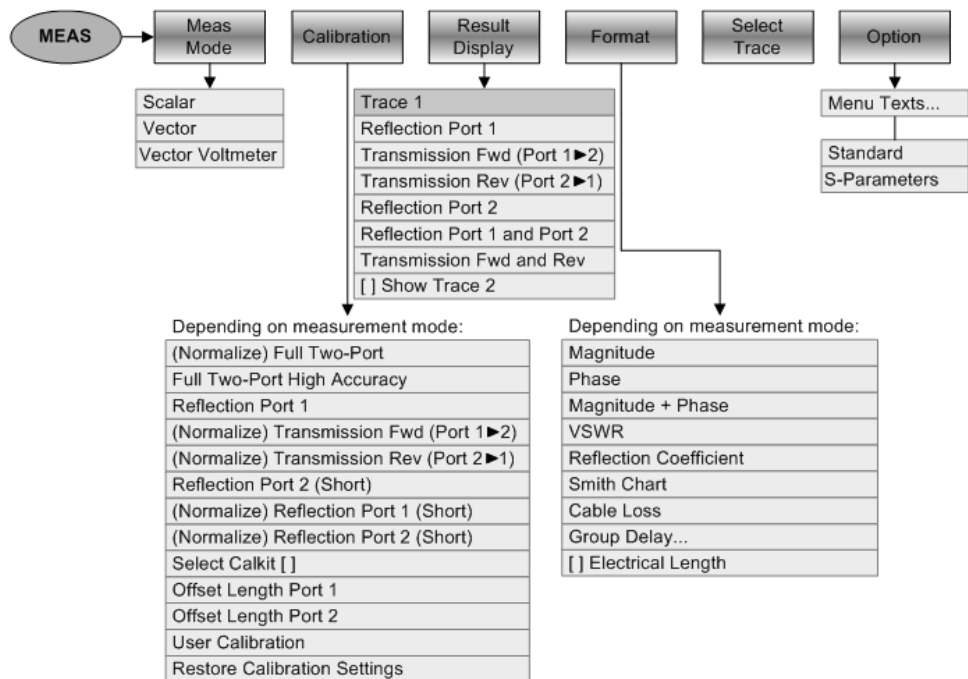 MEAS
Meas
Mode
Calibration
Result
Display
Format
Select
Trace
Option
Scalar
Vector
Vector Voltmeter
Trace 1
Reflection Port 1
Transmission Fwd (Port 1►2)
Transmission Rev (Port 2►1)
Reflection Port 2
Reflection Port 1 and Port 2
Transmission Fwd and Rev
[ ] Show Trace 2
Menu Texts...
Standard
S-Parameters
Depending on measurement mode:
(Normalize) Full Two-Port
Full Two-Port High Accuracy
Reflection Port 1
(Normalize) Transmission Fwd (Port 1►2)
(Normalize) Transmission Rev (Port 2►1)
Reflection Port 2 (Short)
(Normalize) Reflection Port 1 (Short)
(Normalize) Reflection Port 2 (Short)
Select Calkit [ ]
Offset Length Port 1
Offset Length Port 2
User Calibration
Restore Calibration Settings
Depending on measurement mode:
Magnitude
Phase
Magnitude + Phase
VSWR
Reflection Coefficient
Smith Chart
Cable Loss
Group Delay...
[ ] Electrical Length